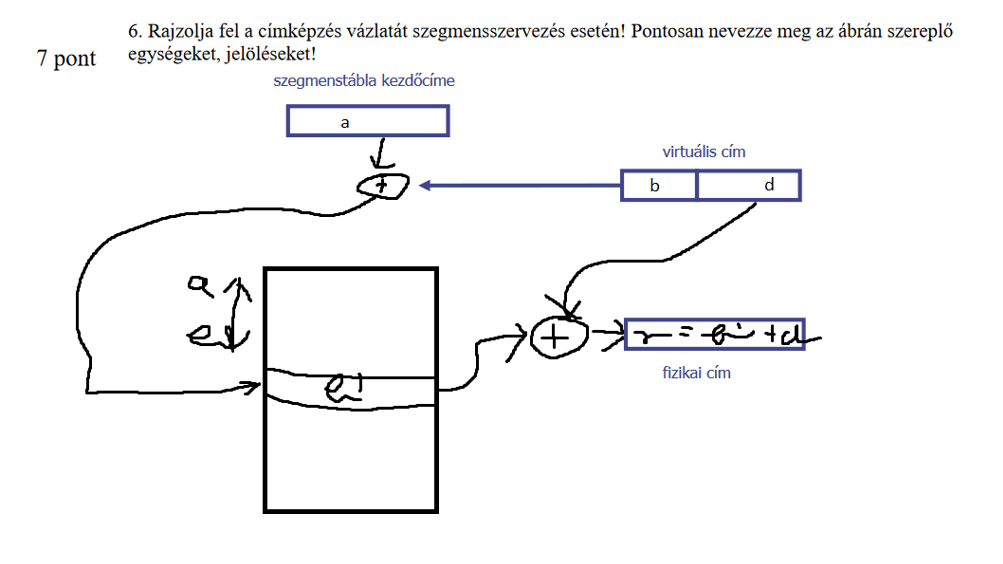 6. Rajzolja fel a címképzés vázlatát szegmensszervezés esetén! Pontosan nevezze meg az ábrán szereplő
7 pont
egységeket, jelöléseket!
szegmenstábla kezdőcíme
a
virtuális cím
+
b d
a
+
fizikai cím